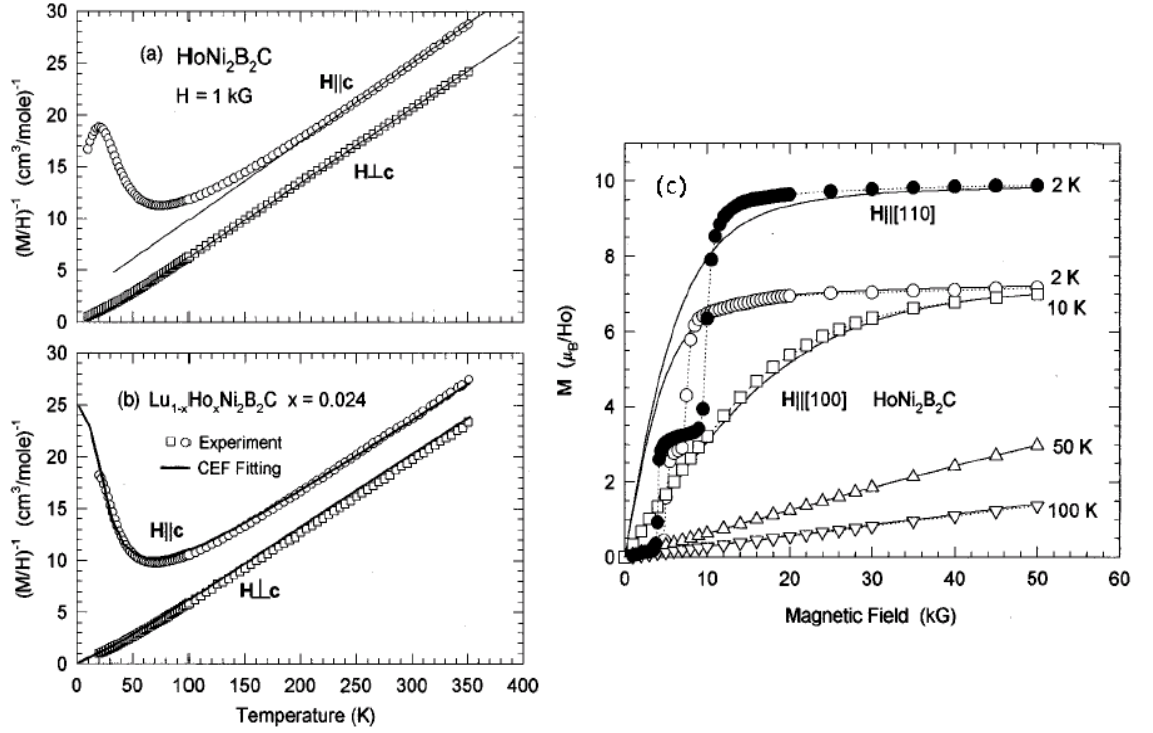 (a) HoNi₂B₂C
H = 1 kG
H||c
H⊥c
(M/H)⁻¹ (cm³/mole)⁻¹
30
25
20
15
10
5
0
(b) Lu₁₋ₓHoₓNi₂B₂C x = 0.024
Experiment
CEF Fitting
H||c
H⊥c
(M/H)⁻¹ (cm³/mole)⁻¹
30
25
20
15
10
5
0
0 50 100 150 200 250 300 350 400
Temperature (K)
(c)
2 K
H||[110]
2 K
10 K
H||[100] HoNi₂B₂C
50 K
100 K
M (μ_B/Ho)
10
8
6
4
2
0
0 10 20 30 40 50 60
Magnetic Field (kG)